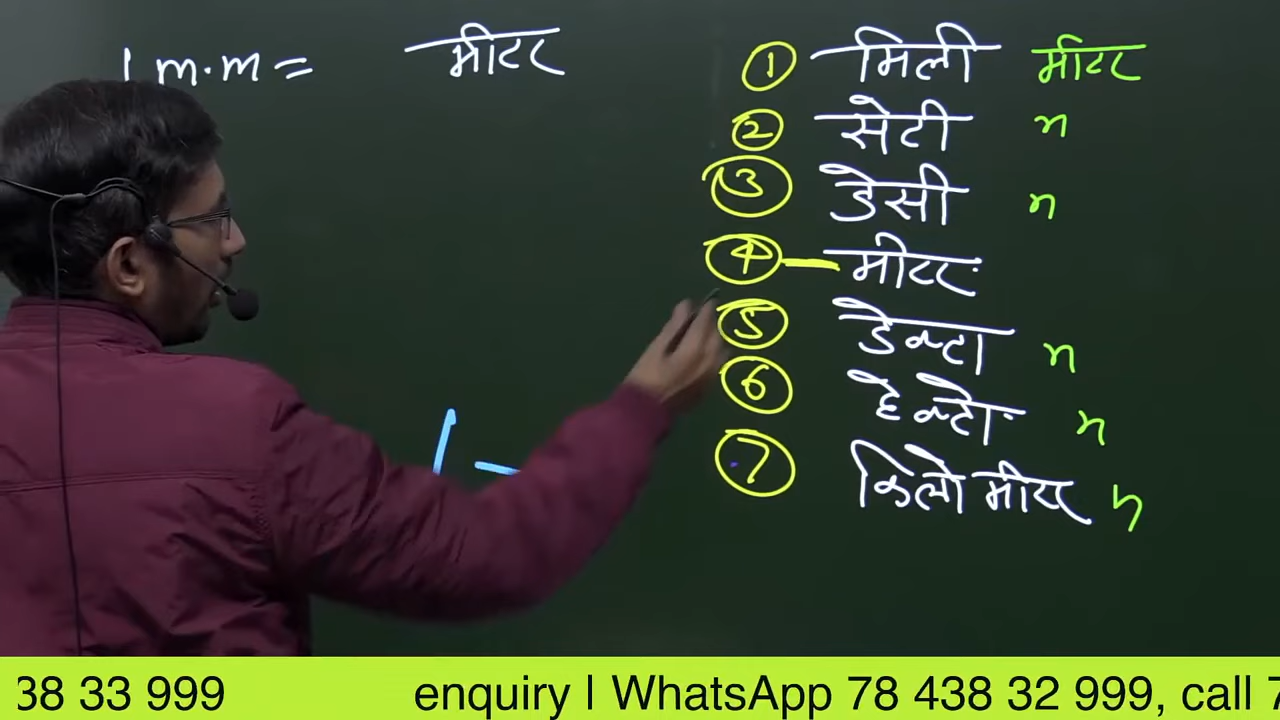 1 m.m = मीटर
① मिली मीटर
② सेंटी "
③ डेसी "
④ — मीटर
⑤ डेक्टा "
⑥ हेक्टो "
⑦ किलो मीटर "
1 -
38 33 999 enquiry | WhatsApp 78 438 32 999, call 7